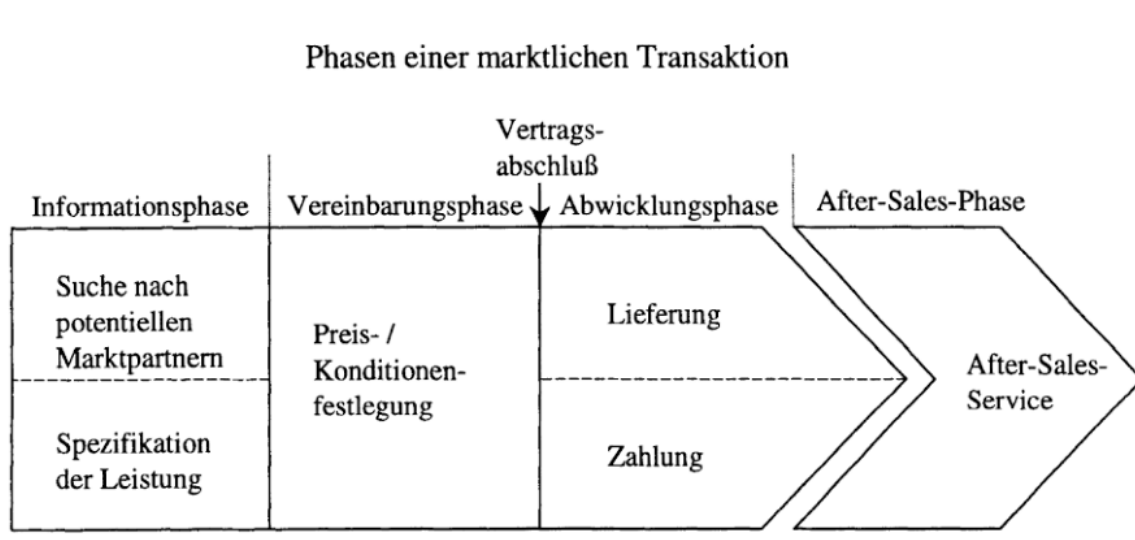 Phasen einer marktlichen Transaktion
Vertrags-
abschluß
Informationsphase
Vereinbarungsphase
Abwicklungsphase
After-Sales-Phase
Suche nach
potentiellen
Marktpartnern
Spezifikation
der Leistung
Preis- /
Konditionen-
festlegung
Lieferung
Zahlung
After-Sales-
Service